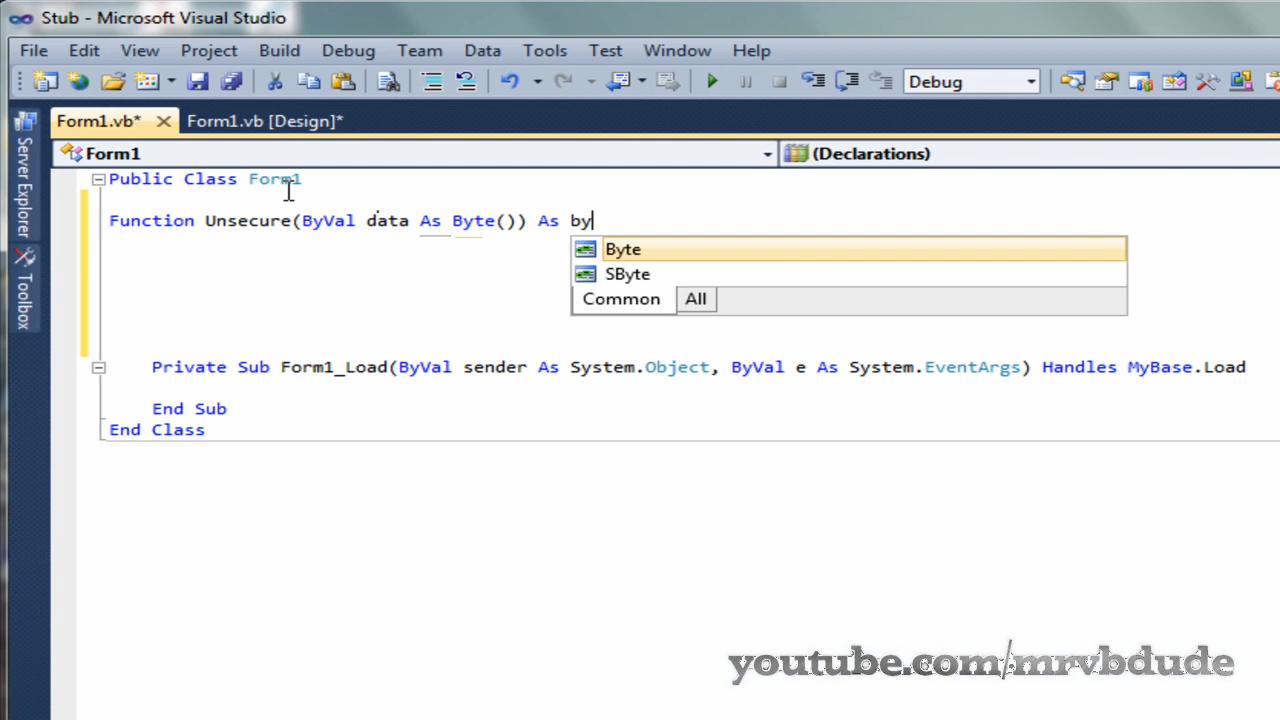 Stub - Microsoft Visual Studio
File Edit View Project Build Debug Team Data Tools Test Window Help
Debug
Form1.vb* Form1.vb [Design]*
Form1 (Declarations)
Server Explorer
Toolbox
Public Class Form1
Function Unsecure(ByVal data As Byte()) As by
Byte
SByte
Common All
Private Sub Form1_Load(ByVal sender As System.Object, ByVal e As System.EventArgs) Handles MyBase.Load
End Sub
End Class
youtube.com/mrvbdude